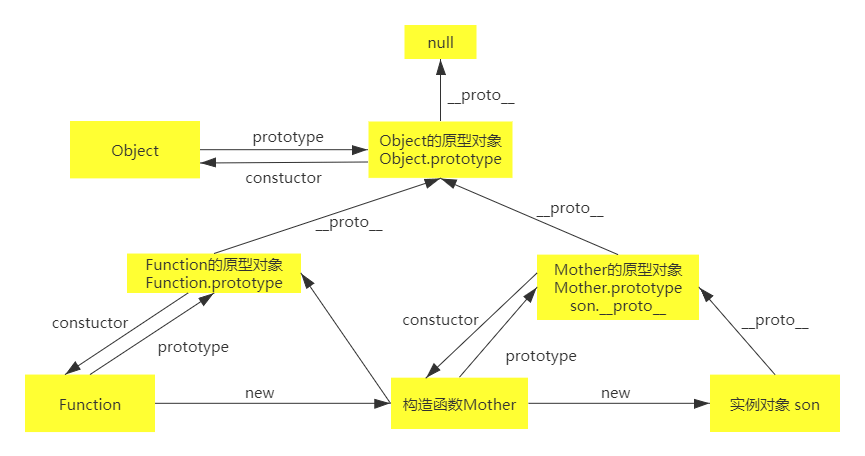 null
__proto__
Object
prototype
constuctor
Object的原型对象
Object.prototype
__proto__
__proto__
Function的原型对象
Function.prototype
Mother的原型对象
Mother.prototype
son.__proto__
constuctor
prototype
constuctor
prototype
__proto__
Function
new
构造函数Mother
new
实例对象 son